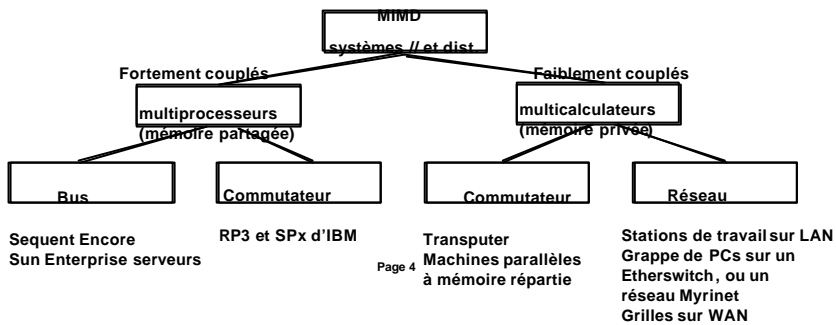 MIMD
systèmes // et dist.
Fortement couplés
Faiblement couplés
multiprocesseurs
(mémoire partagée)
multicalculateurs
(mémoire privée)
Bus
Commutateur
Commutateur
Réseau
Sequent Encore
Sun Enterprise serveurs
RP3 et SPx d'IBM
Transputer
Machines parallèles
à mémoire répartie
Stations de travail sur LAN
Grappe de PCs sur un
Etherswitch, ou un
réseau Myrinet
Grilles sur WAN
Page 4